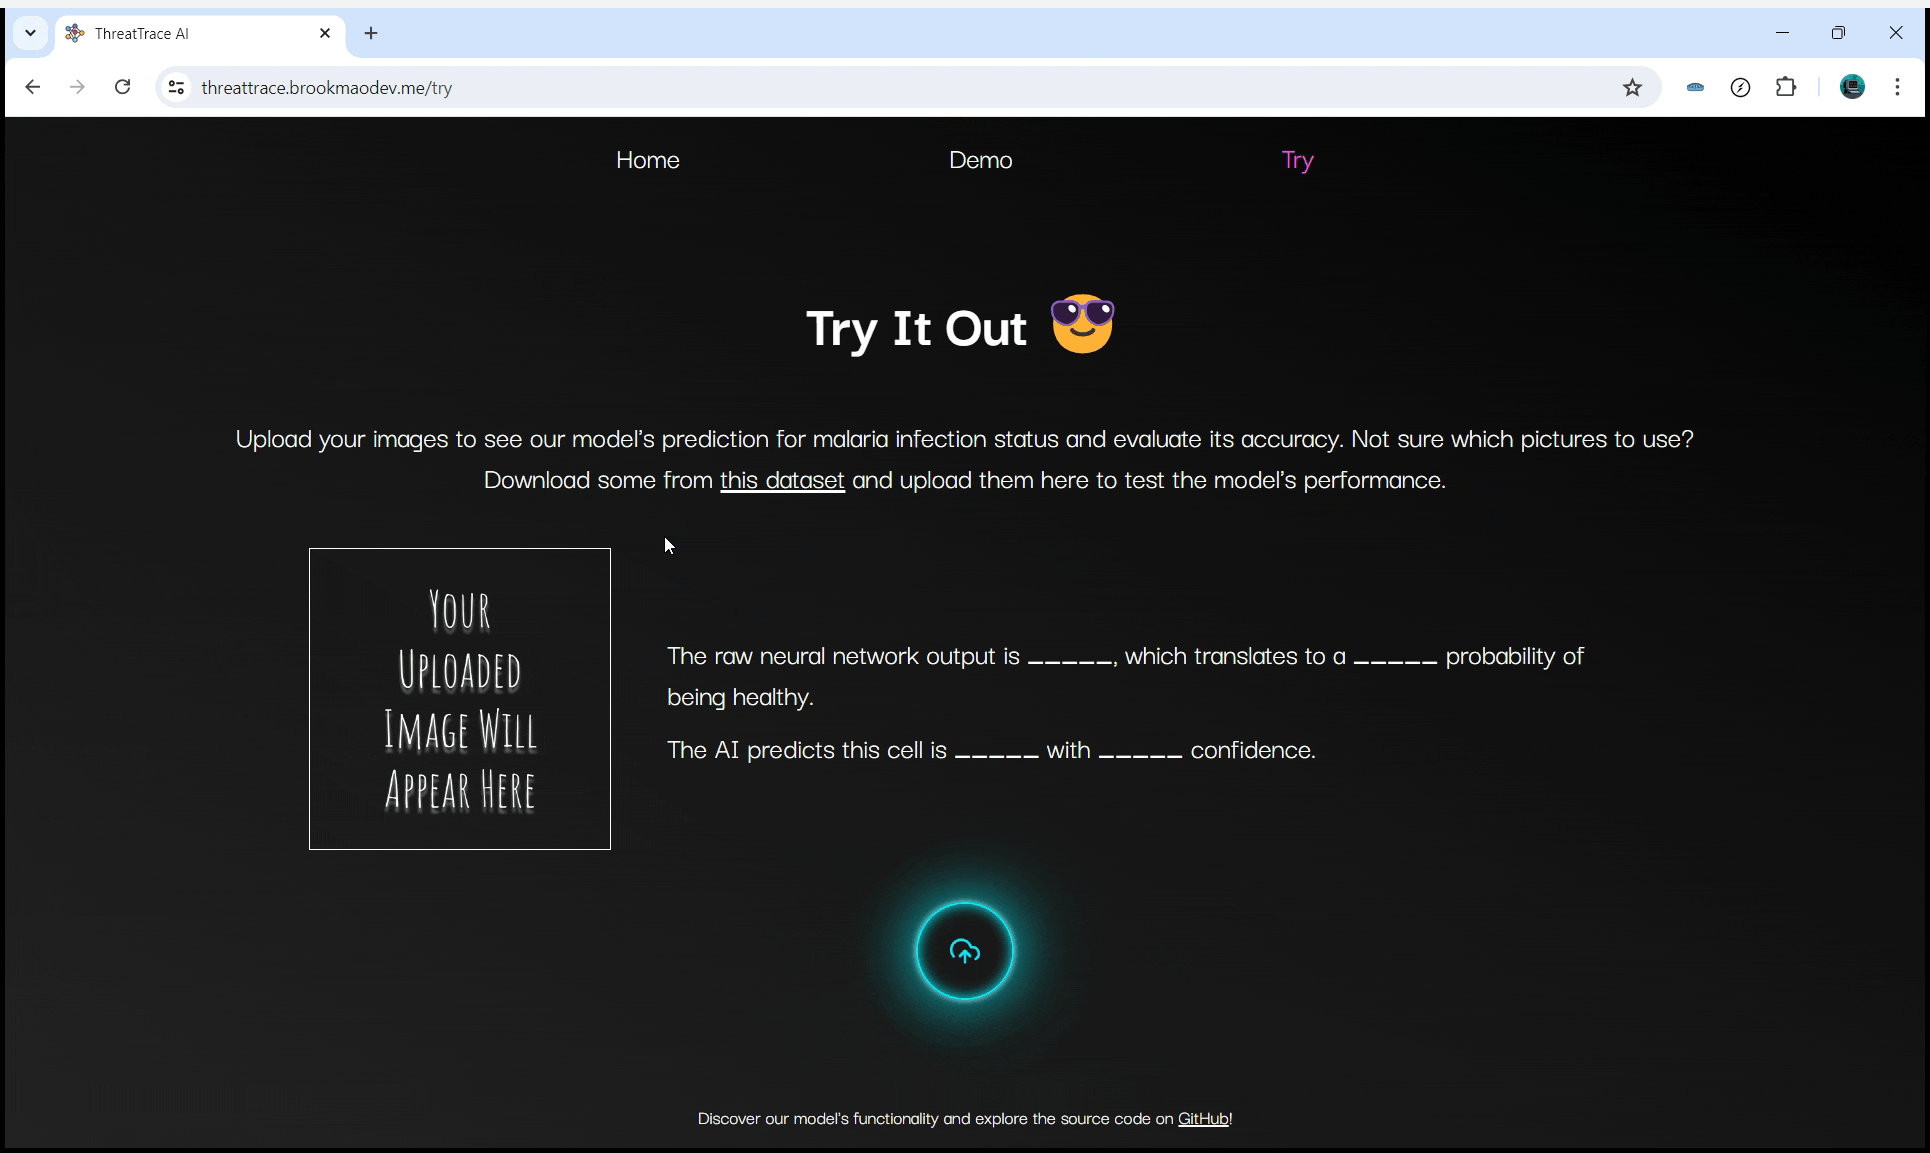 ThreatTrace AI
threattrace.brookmaodev.me/try
Home Demo Try
Try It Out
Upload your images to see our model's prediction for malaria infection status and evaluate its accuracy. Not sure which pictures to use?
Download some from this dataset and upload them here to test the model's performance.
Your
Uploaded
Image Will
Appear Here
The raw neural network output is _____, which translates to a _____ probability of
being healthy.
The AI predicts this cell is _____ with _____ confidence.
Discover our model's functionality and explore the source code on GitHub!